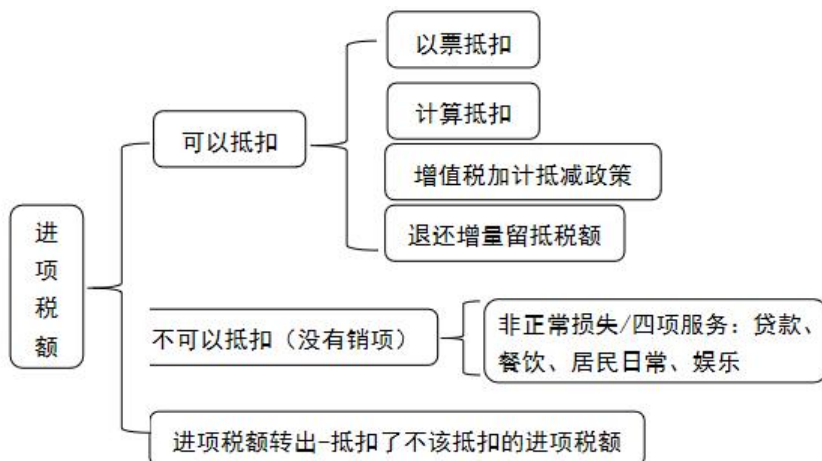 进
项
税
额
可以抵扣
以票抵扣
计算抵扣
增值税加计抵减政策
退还增量留抵税额
不可以抵扣（没有销项）
非正常损失/四项服务：贷款、
餐饮、居民日常、娱乐
进项税额转出-抵扣了不该抵扣的进项税额